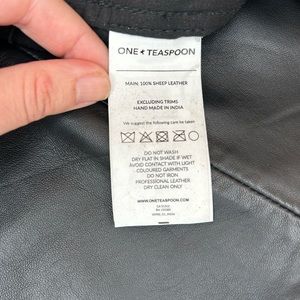 ONE TEASPOON
MAIN: 100% SHEEP LEATHER
EXCLUDING TRIMS
HAND MADE IN INDIA
We suggest the following care be taken
DO NOT WASH
DRY FLAT IN SHADE IF WET
AVOID CONTACT WITH LIGHT
COLOURED GARMENTS
DO NOT IRON
PROFESSIONAL LEATHER
DRY CLEAN ONLY
WWW.ONETEASPOON.COM